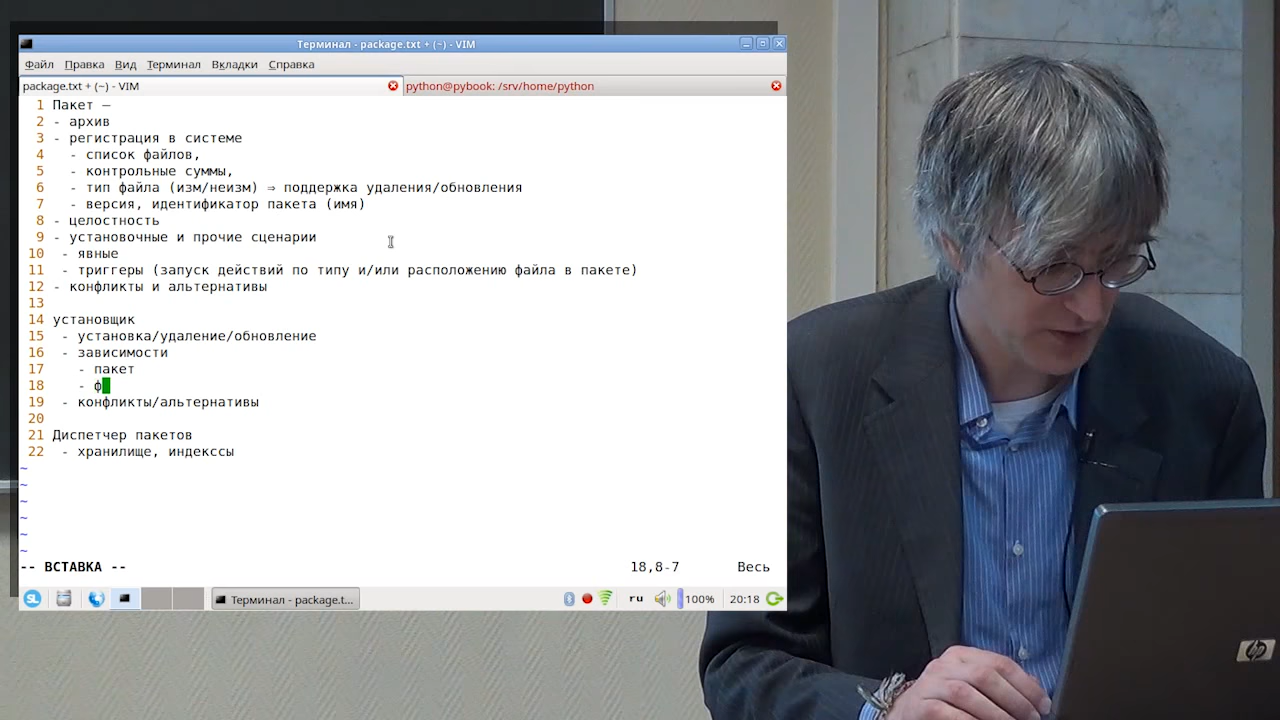 Терминал - package.txt + (~) - VIM
Файл Правка Вид Терминал Вкладки Справка
package.txt + (~) - VIM
python@pybook: /srv/home/python
1 Пакет —
2 - архив
3 - регистрация в системе
4 - список файлов,
5 - контрольные суммы,
6 - тип файла (изм/неизм) ⇒ поддержка удаления/обновления
7 - версия, идентификатор пакета (имя)
8 - целостность
9 - установочные и прочие сценарии
10 - явные
11 - триггеры (запуск действий по типу и/или расположению файла в пакете)
12 - конфликты и альтернативы
13
14 установщик
15 - установка/удаление/обновление
16 - зависимости
17 - пакет
18 - ф
19 - конфликты/альтернативы
20
21 Диспетчер пакетов
22 - хранилище, индекссы
~
~
~
~
~
~
-- ВСТАВКА -- 18,8-7 Весь
SL Терминал - package.t... ru 100% 20:18
hp